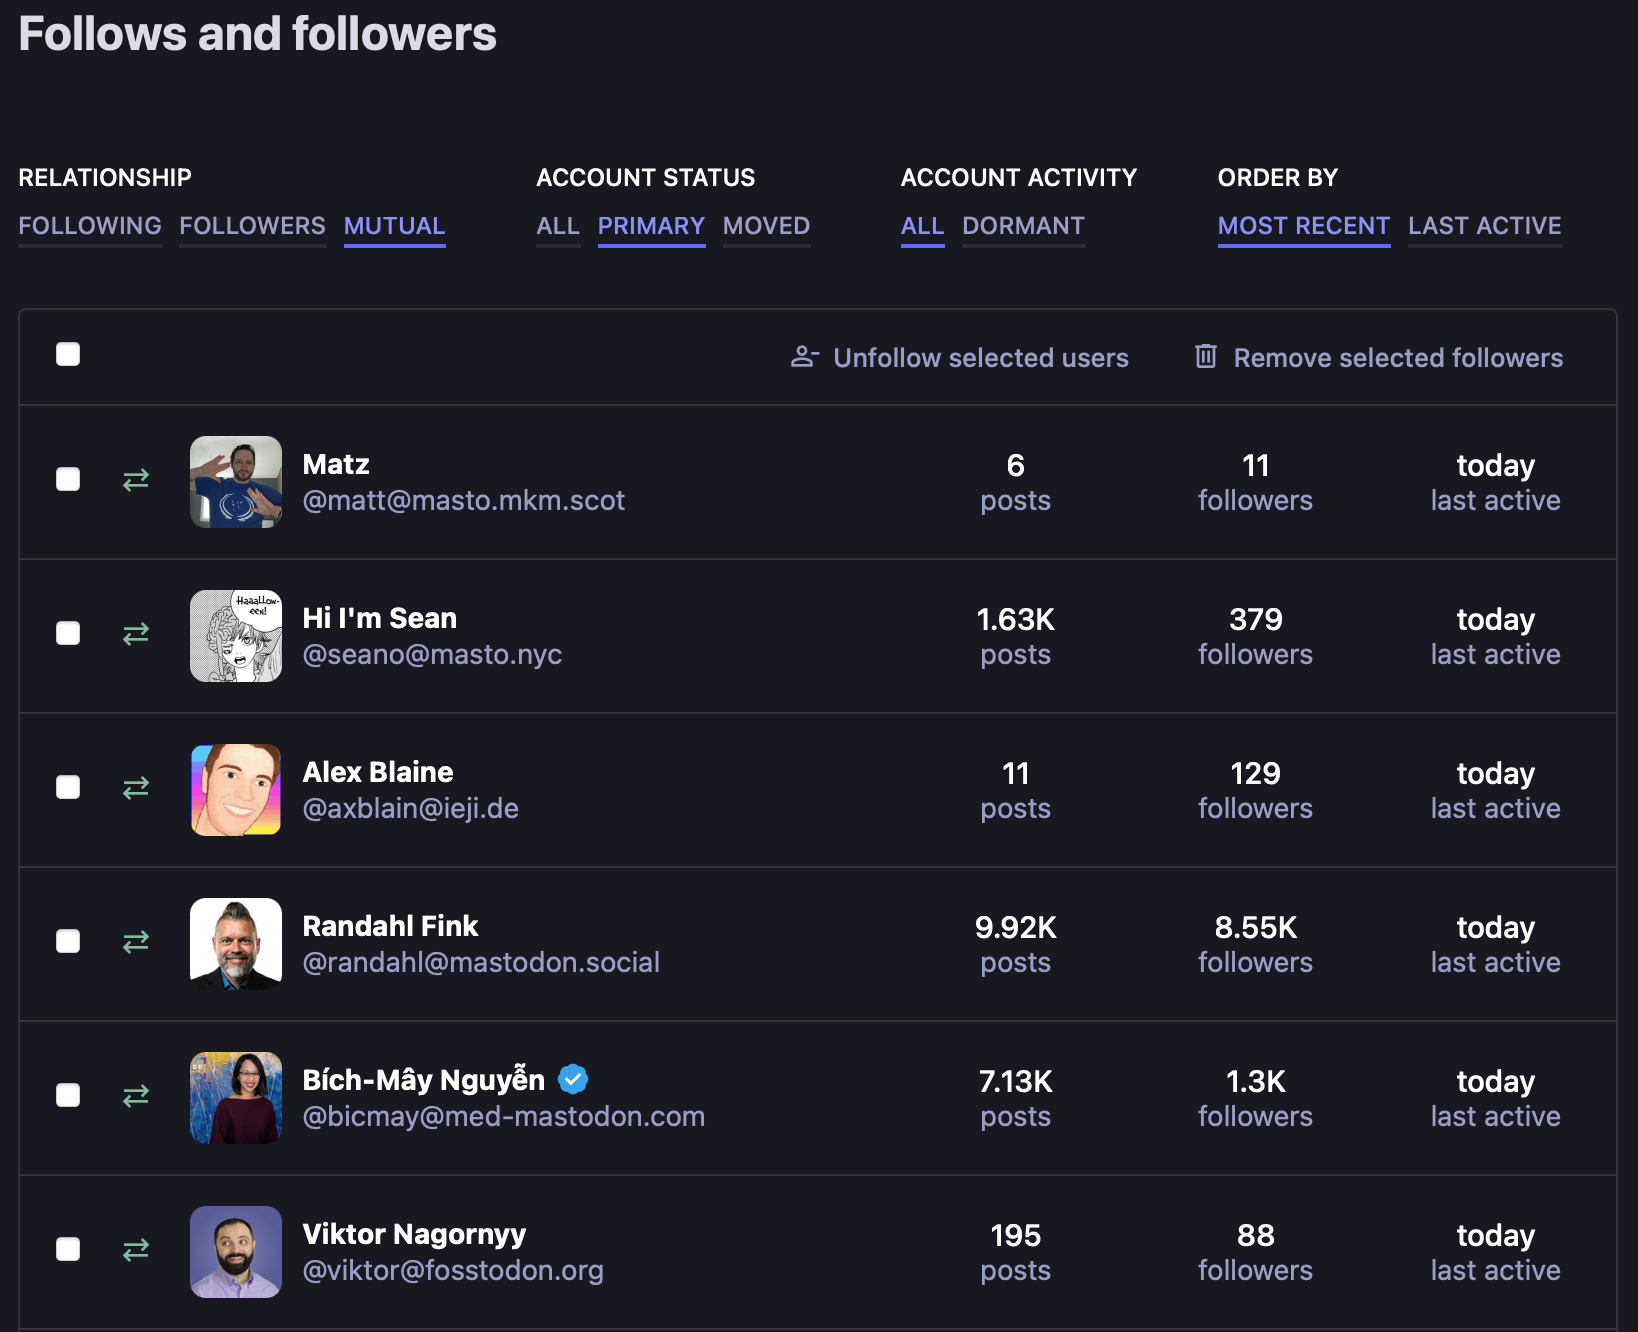 Follows and followers
RELATIONSHIP
FOLLOWING FOLLOWERS MUTUAL
ACCOUNT STATUS
ALL PRIMARY MOVED
ACCOUNT ACTIVITY
ALL DORMANT
ORDER BY
MOST RECENT LAST ACTIVE
Unfollow selected users Remove selected followers
Matz
@matt@masto.mkm.scot
6
posts
11
followers
today
last active
Haaallow-
een!
Hi I'm Sean
@seano@masto.nyc
1.63K
posts
379
followers
today
last active
Alex Blaine
@axblain@ieji.de
11
posts
129
followers
today
last active
Randahl Fink
@randahl@mastodon.social
9.92K
posts
8.55K
followers
today
last active
Bích-Mây Nguyễn
@bicmay@med-mastodon.com
7.13K
posts
1.3K
followers
today
last active
Viktor Nagornyy
@viktor@fosstodon.org
195
posts
88
followers
today
last active